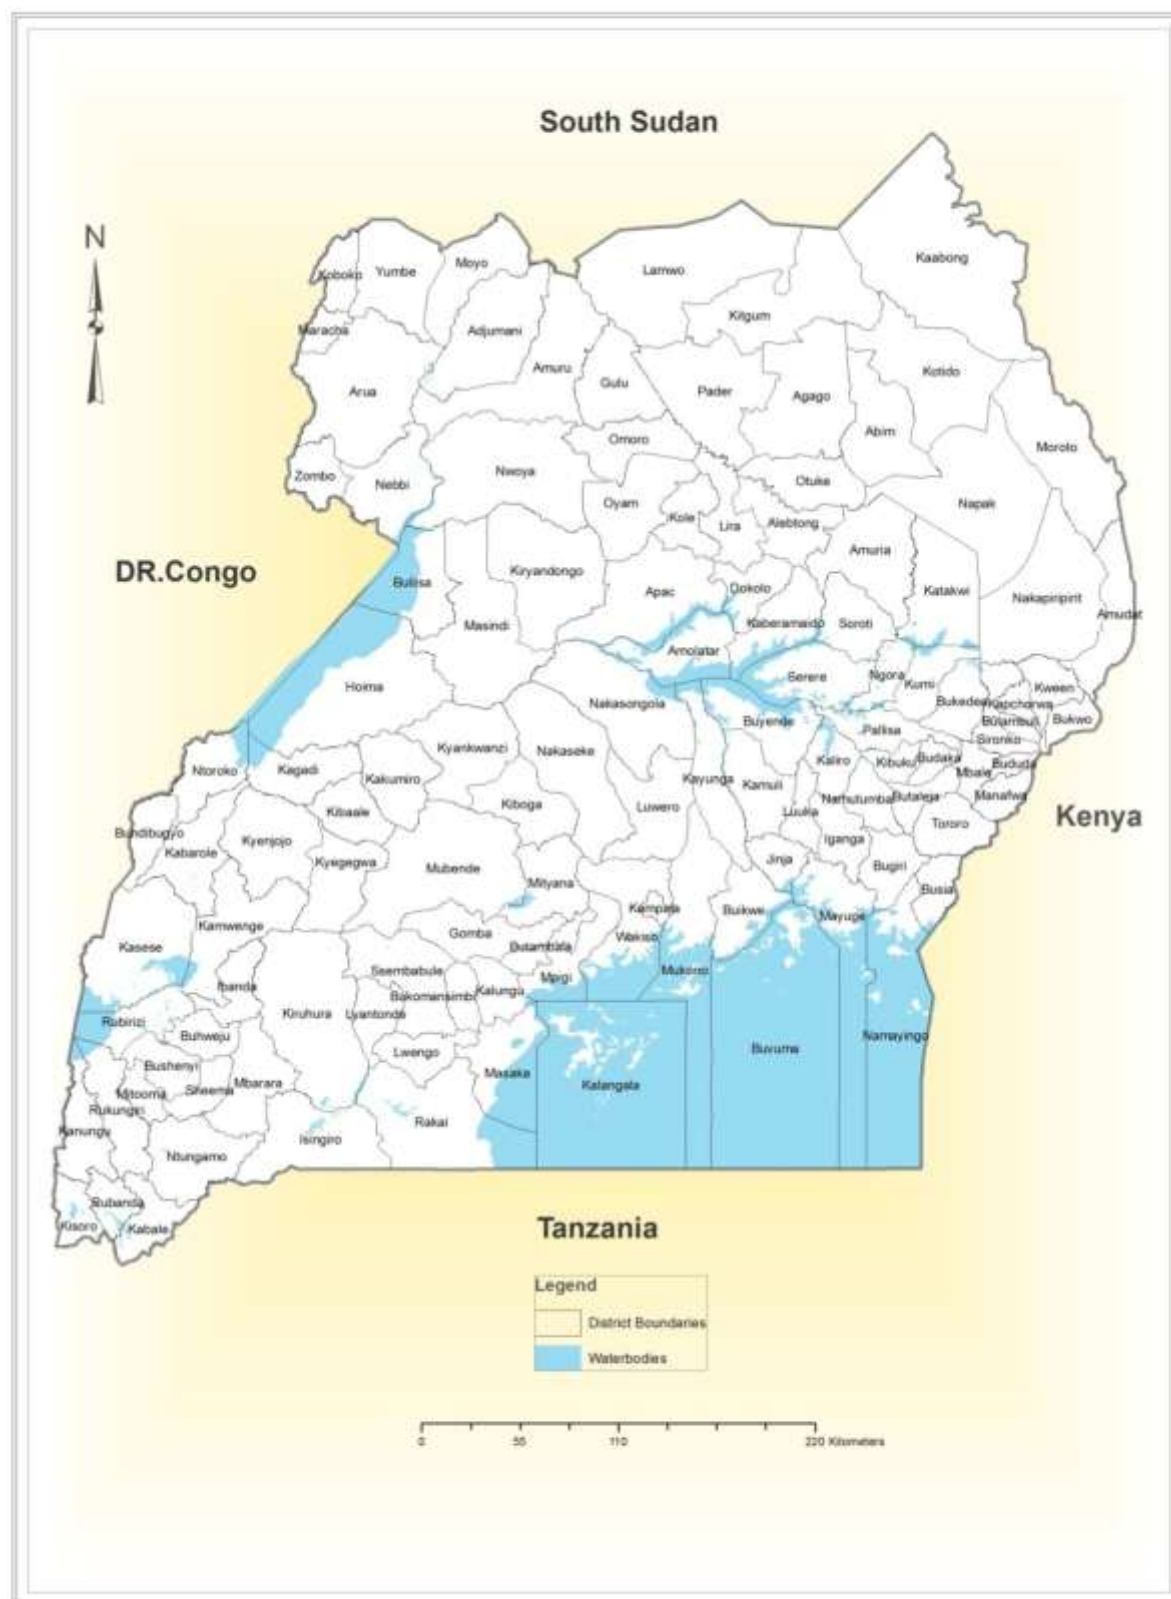 South Sudan
N
Kaabong
Moyo
Koboko
Yumbe
Lamwo
Kitgum
Maracha
Adjumani
Amuru
Gulu
Kotido
Arua
Pader
Agago
Abim
Omoro
Moroto
Zombo
Nebbi
Nwoya
Otuke
Oyam
Kole
Lira
Alebtong
Napak
Amuria
DR.Congo
Buliisa
Kiryandongo
Apac
Dokolo
Katakwi
Nakapiripirit
Amudat
Masindi
Kaberamaido
Soroti
Amolatar
Hoima
Serere
Ngora
Kumi
Kween
Nakasongola
Bukedea
Kapchorwa
Buyende
Bulambuli
Bukwo
Pallisa
Sironko
Kyankwanzi
Nakaseke
Ntoroko
Kagadi
Kakumiro
Kayunga
Kamuli
Kaliro
Kibuku
Budaka
Mbale
Bududa
Kibaale
Kiboga
Luwero
Luuka
Namutumba
Butaleja
Manafwa
Kenya
Bundibugyo
Kabarole
Kyenjojo
Kyegegwa
Mubende
Iganga
Tororo
Jinja
Bugiri
Mityana
Busia
Kampala
Buikwe
Mayuge
Kamwenge
Gomba
Butambala
Wakiso
Kasese
Ssembabule
Mpigi
Mukono
Ibanda
Bukomansimbi
Kalungu
Rubirizi
Kiruhura
Lyantonde
Buhweju
Lwengo
Buvuma
Namayingo
Bushenyi
Mitooma
Sheema
Mbarara
Masaka
Kalangala
Rukungiri
Kanungu
Rakai
Isingiro
Ntungamo
Rubanda
Kisoro
Kabale
Tanzania
Legend
District Boundaries
Waterbodies
0 55 110 220 Kilometers